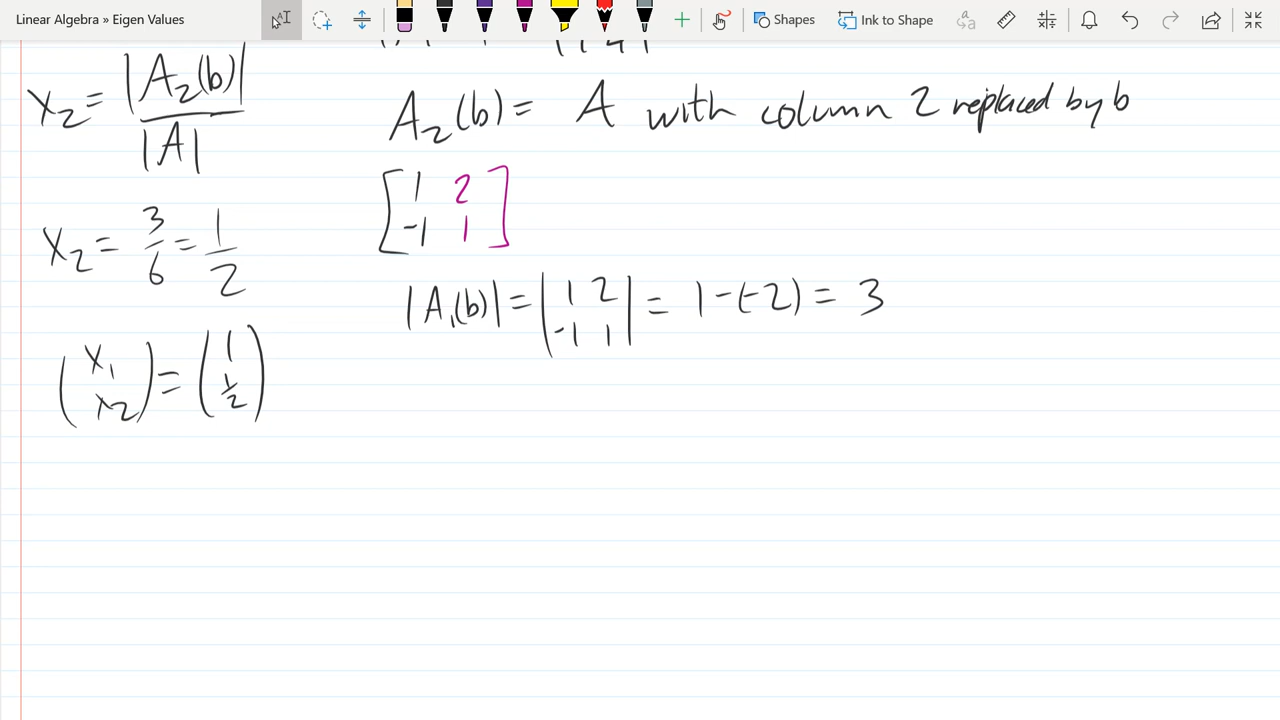 Linear Algebra » Eigen Values
Shapes
Ink to Shape
x₂ = |A₂(b)| / |A|
A₂(b) = A with column 2 replaced by b
[1 2
-1 1]
x₂ = 3/6 = 1/2
|A₁(b)| = |1 2
-1 1| = 1-(-2) = 3
(x₁
x₂) = (1
1/2)